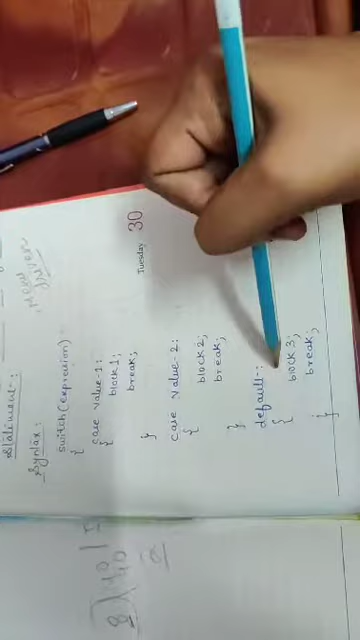 Tuesday 30
Statement:
Syntax:
switch(expression)
{
case value-1:
{
block1;
break;
}
case value-2:
{
block2;
break;
}
default-:
{
block3;
break;
}
}